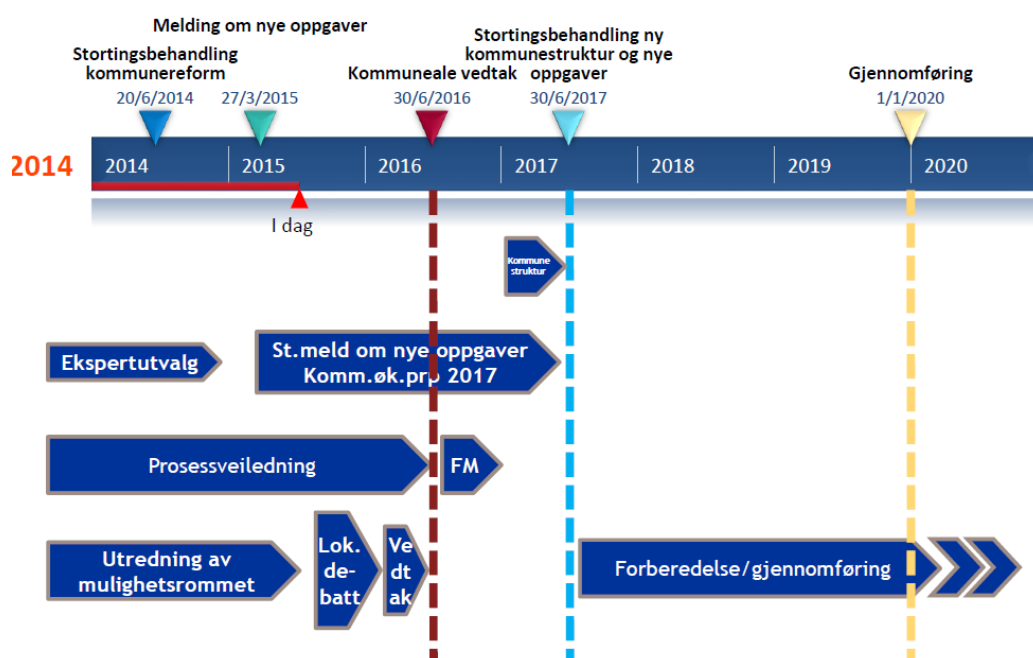 Melding om nye oppgaver
Stortingsbehandling
kommunereform
20/6/2014
27/3/2015
Kommuneale vedtak
30/6/2016
Stortingsbehandling ny
kommunestruktur og nye
oppgaver
30/6/2017
Gjennomføring
1/1/2020
2014
2014
2015
2016
2017
2018
2019
2020
I dag
Kommune
struktur
Ekspertutvalg
St.meld om nye oppgaver
Komm.øk.prp 2017
Prosessveiledning
FM
Utredning av
mulighetsrommet
Lok.
de-
batt
Ve
dt
ak
Forberedelse/gjennomføring